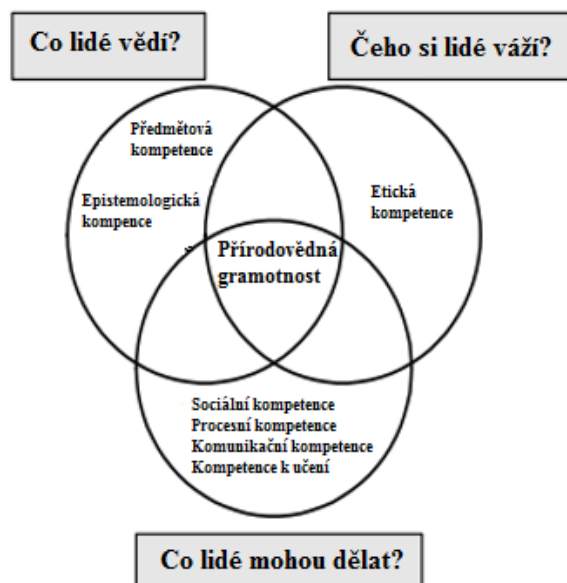 Co lidé vědí?
Čeho si lidé váží?
Předmětová
kompetence
Epistemologická
kompence
Etická
kompetence
Přírodovědná
gramotnost
Sociální kompetence
Procesní kompetence
Komunikační kompetence
Kompetence k učení
Co lidé mohou dělat?